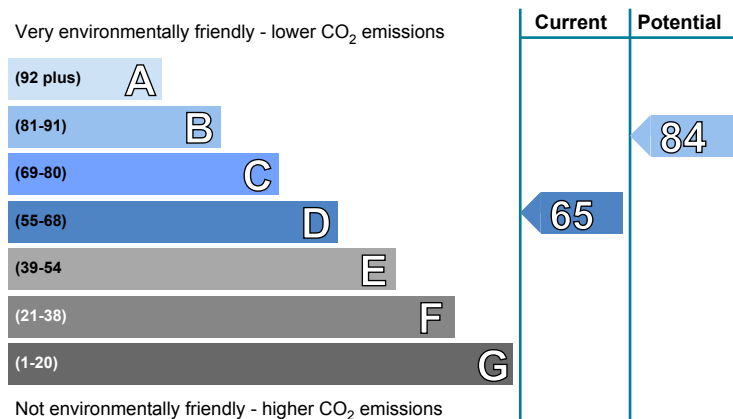 Very environmentally friendly - lower CO2 emissions
Current
Potential
(92 plus) A
(81-91) B
84
(69-80) C
(55-68) D
65
(39-54 E
(21-38) F
(1-20) G
Not environmentally friendly - higher CO2 emissions